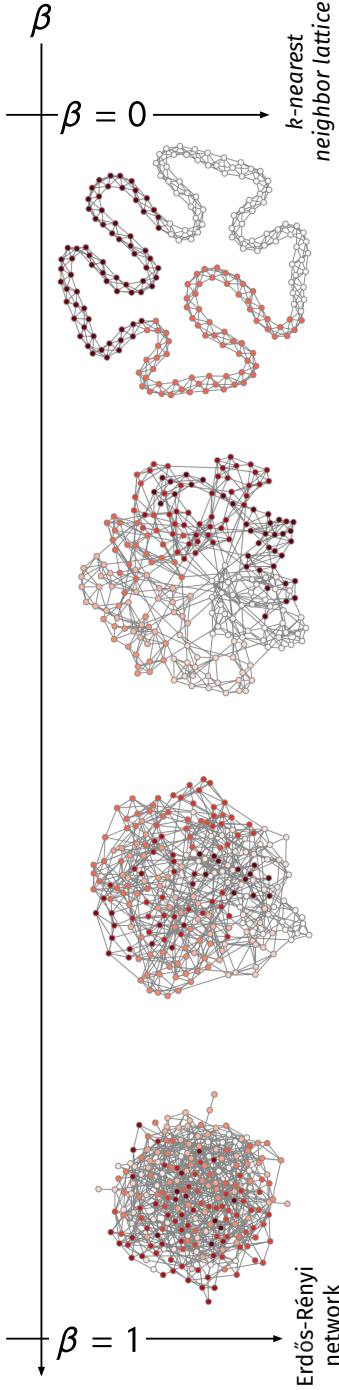 β
β = 0
k-nearest
neighbor lattice
β = 1
Erdős-Rényi
network